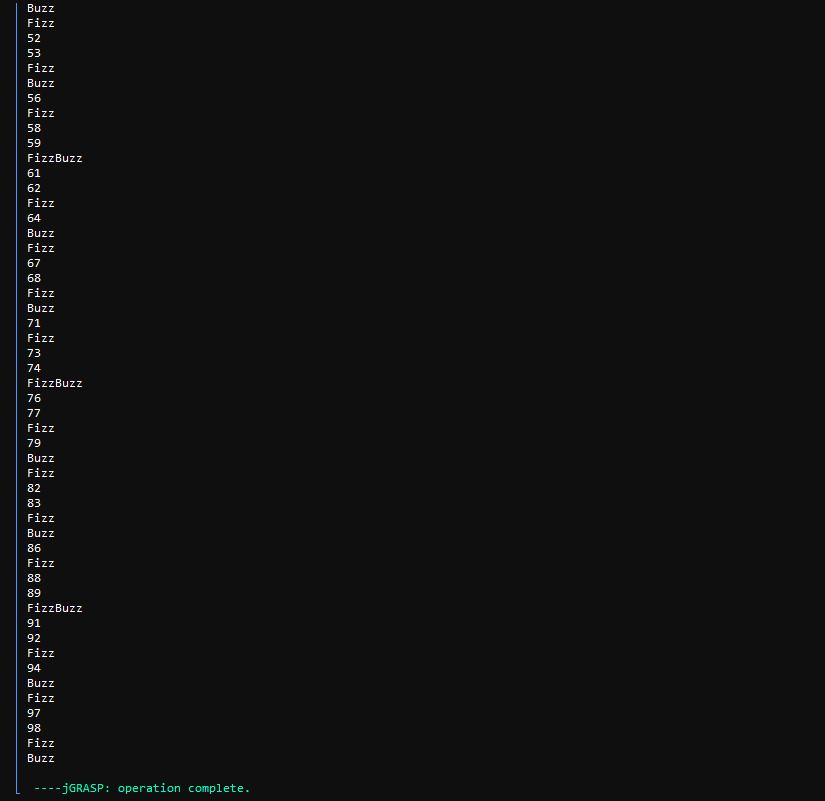 Buzz
Fizz
52
53
Fizz
Buzz
56
Fizz
58
59
FizzBuzz
61
62
Fizz
64
Buzz
Fizz
67
68
Fizz
Buzz
71
Fizz
73
74
FizzBuzz
76
77
Fizz
79
Buzz
Fizz
82
83
Fizz
Buzz
86
Fizz
88
89
FizzBuzz
91
92
Fizz
94
Buzz
Fizz
97
98
Fizz
Buzz
----jGRASP: operation complete.